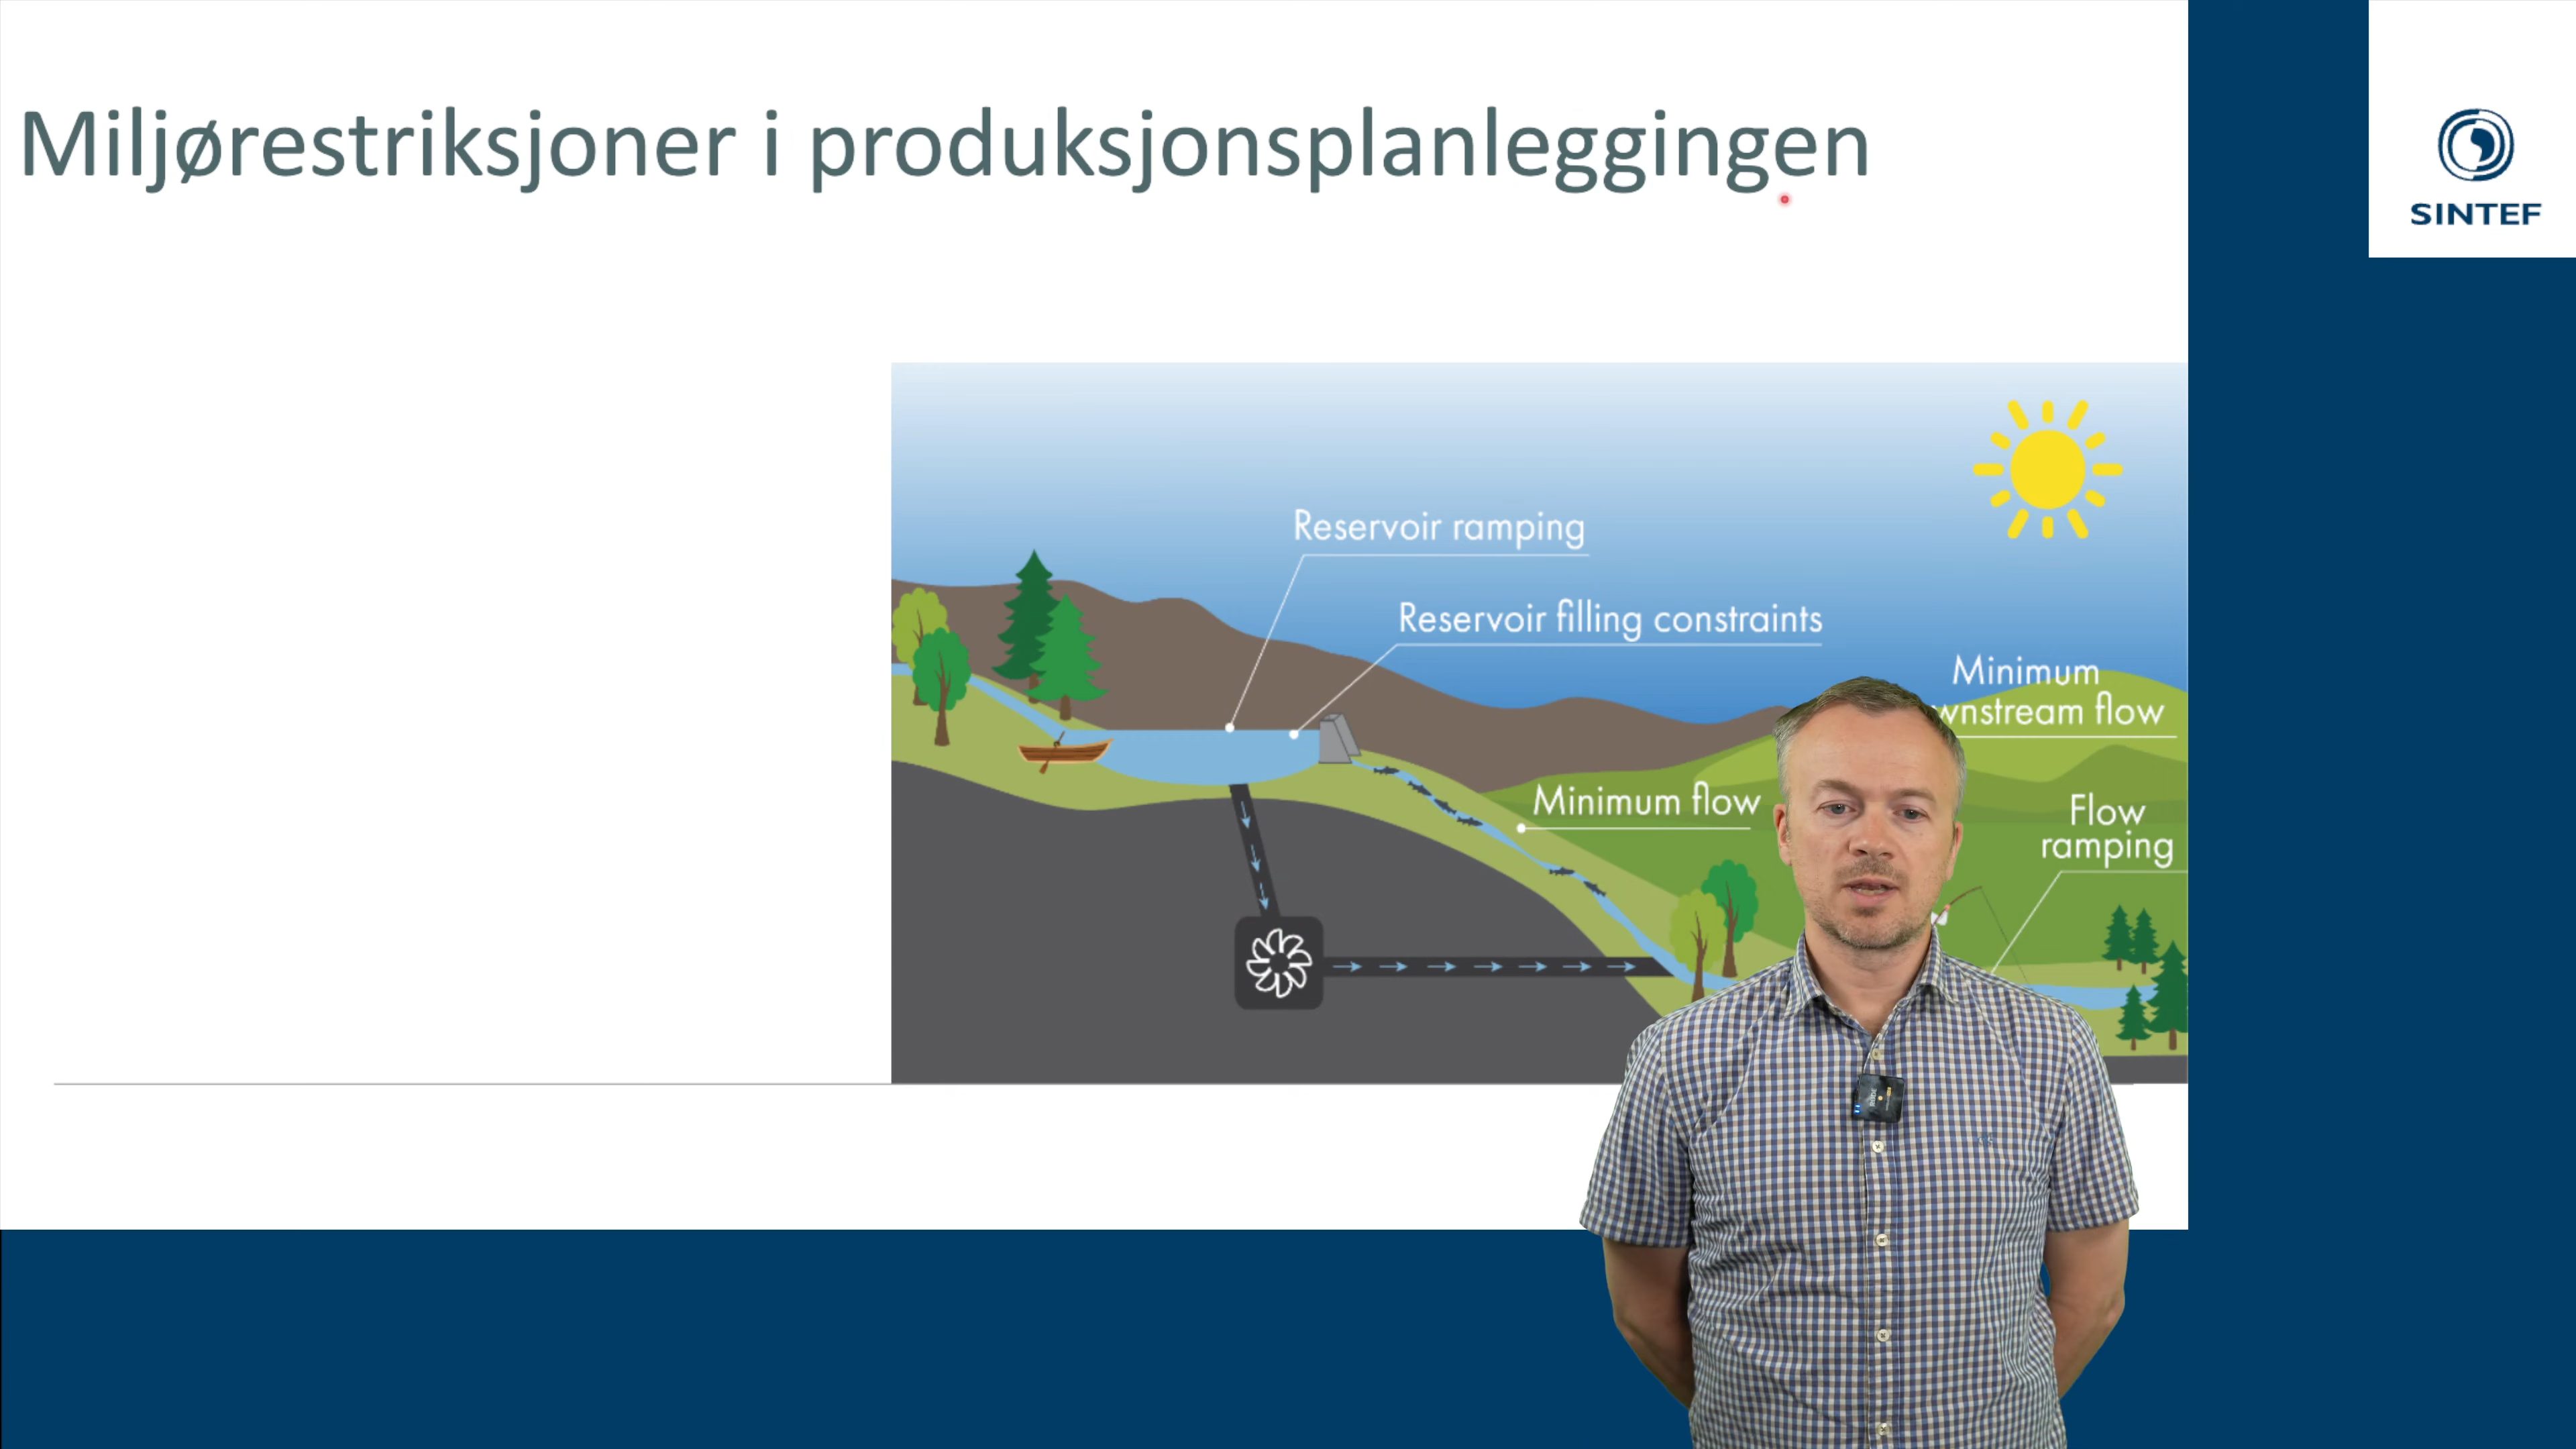 Miljørestriksjoner i produksjonsplanleggingen
SINTEF
Reservoir ramping
Reservoir filling constraints
Minimum
wnstream flow
Minimum flow
Flow
ramping